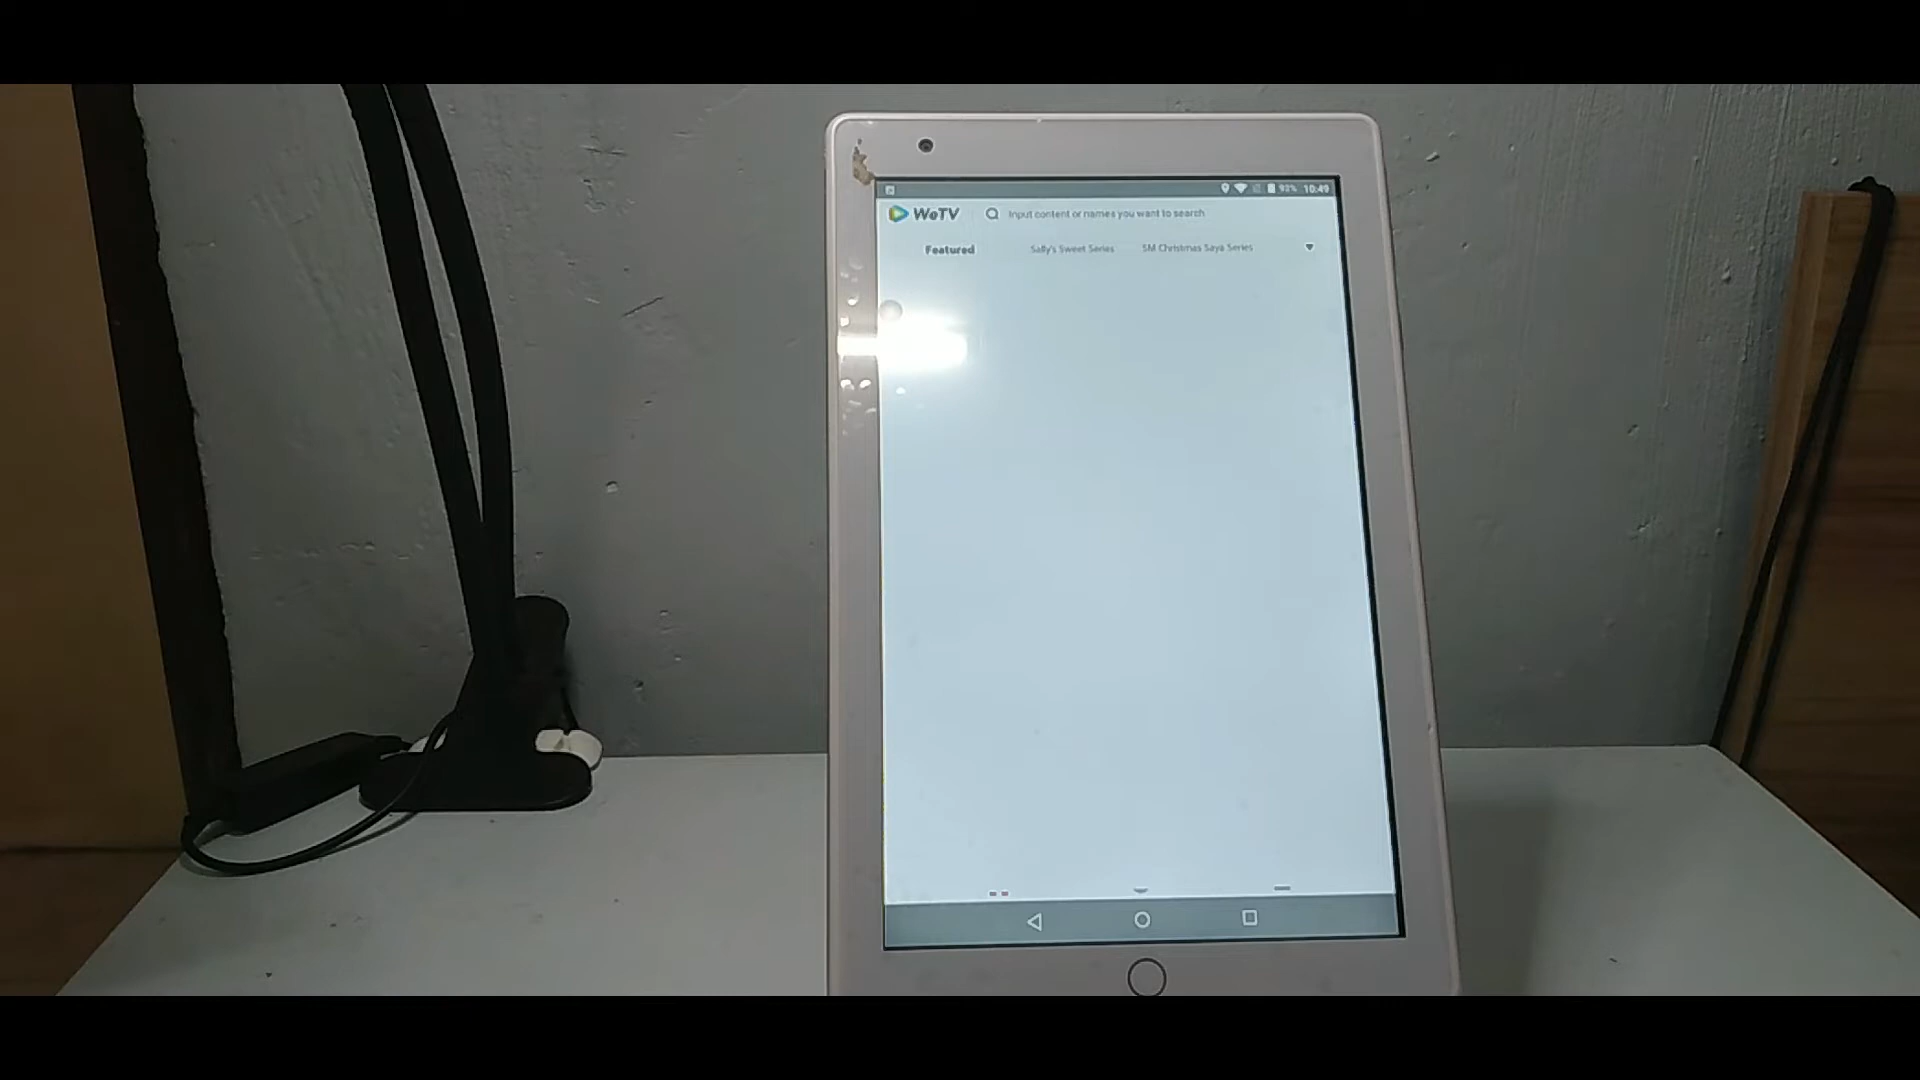 93% 10:49
WeTV Input content or names you want to search
Featured Sally's Sweet Series SM Christmas Saya Series